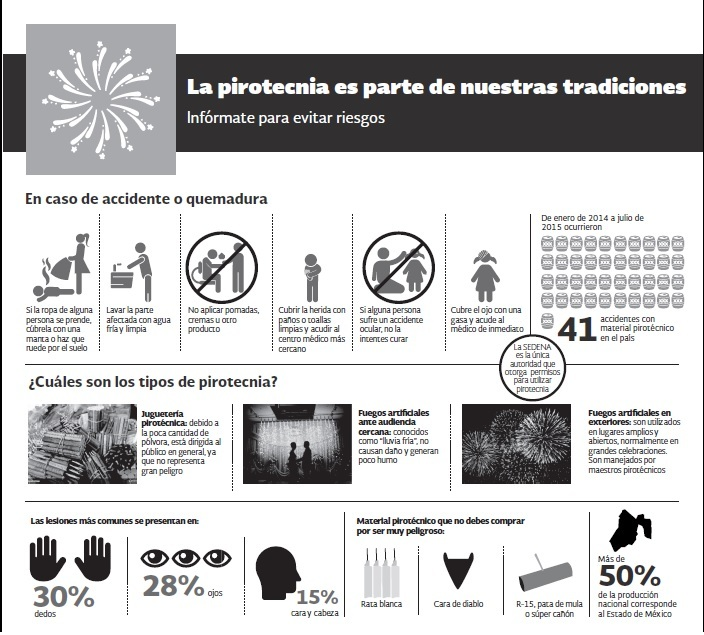 La pirotecnia es parte de nuestras tradiciones
Infórmate para evitar riesgos
En caso de accidente o quemadura
Si la ropa de alguna
persona se prende,
cúbrela con una
manta o haz que
ruede por el suelo
Lavar la parte
afectada con agua
fría y limpia
No aplicar pomadas,
cremas u otro
producto
Cubrir la herida con
paños o toallas
limpias y acudir al
centro médico más
cercano
Si alguna persona
sufre un accidente
ocular, no la
intentes curar
Cubre el ojo con una
gasa y acude al
médico de inmediato
De enero de 2014 a julio de
2015 ocurrieron
41 accidentes con
material pirotécnico
en el país
La SEDENA
es la única
autoridad que
otorga permisos
para utilizar
pirotecnia
¿Cuáles son los tipos de pirotecnia?
Juguetería
pirotécnica: debido a
la poca cantidad de
pólvora, está dirigida al
público en general, ya
que no representa
gran peligro
Fuegos artificiales
ante audiencia
cercana: conocidos
como "lluvia fría", no
causan daño y generan
poco humo
Fuegos artificiales en
exteriores: son utilizados
en lugares amplios y
abiertos, normalmente en
grandes celebraciones.
Son manejados por
maestros pirotécnicos
Las lesiones más comunes se presentan en:
30%
dedos
28% ojos
15%
cara y cabeza
Material pirotécnico que no debes comprar
por ser muy peligroso:
Rata blanca
Cara de diablo
R-15, pata de mula
o súper cañón
Más de
50%
de la producción
nacional corresponde
al Estado de México